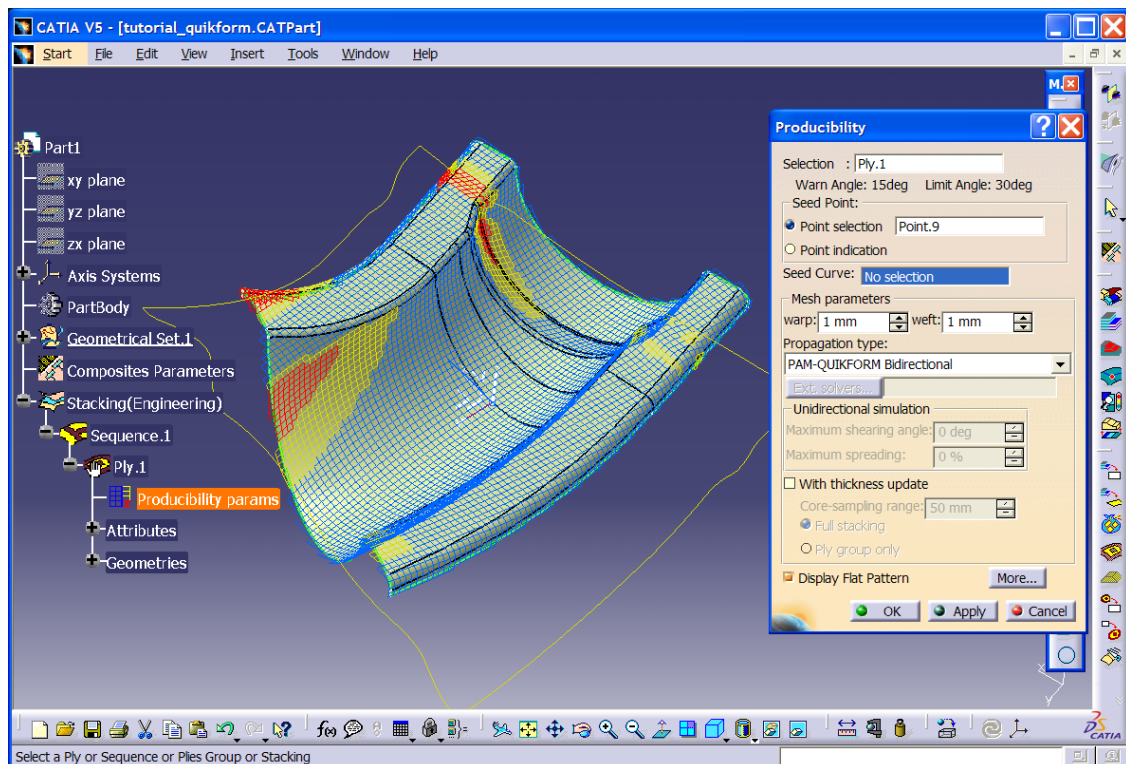 CATIA V5 - [tutorial_quikform.CATPart]
Start File Edit View Insert Tools Window Help
M.
Part1
xy plane
yz plane
zx plane
Axis Systems
PartBody
Geometrical Set.1
Composites Parameters
Stacking(Engineering)
Sequence.1
Ply.1
Producibility params
Attributes
Geometries
Producibility
Selection : Ply.1
Warn Angle: 15deg Limit Angle: 30deg
Seed Point:
Point selection Point.9
Point indication
Seed Curve: No selection
Mesh parameters
warp: 1 mm weft: 1 mm
Propagation type:
PAM-QUIKFORM Bidirectional
Ext. solvers...
Unidirectional simulation
Maximum shearing angle: 0 deg
Maximum spreading: 0 %
With thickness update
Core-sampling range: 50 mm
Full stacking
Ply group only
Display Flat Pattern More...
OK Apply Cancel
f(x)
CATIA
Select a Ply or Sequence or Plies Group or Stacking